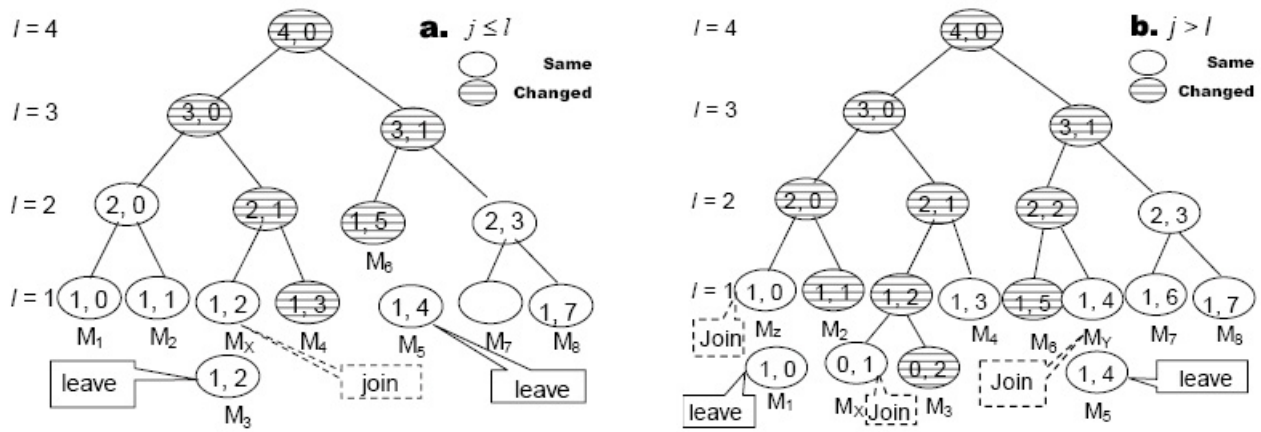 l = 4
4, 0
a. j ≤ l
Same
Changed
l = 3
3, 0
3, 1
l = 2
2, 0
2, 1
1, 5
2, 3
M6
l = 1
1, 0
1, 1
1, 2
1, 3
1, 4
1, 7
M1
M2
MX
M4
M5
M7
M8
leave
1, 2
join
leave
M3
l = 4
4, 0
b. j > l
Same
Changed
l = 3
3, 0
3, 1
l = 2
2, 0
2, 1
2, 2
2, 3
l = 1
1, 0
1, 1
1, 2
1, 3
1, 5
1, 4
1, 6
1, 7
Join
Mz
M2
M4
M6
MY
M7
M8
1, 0
0, 1
0, 2
Join
1, 4
leave
leave
M1
MX
Join
M3
M5